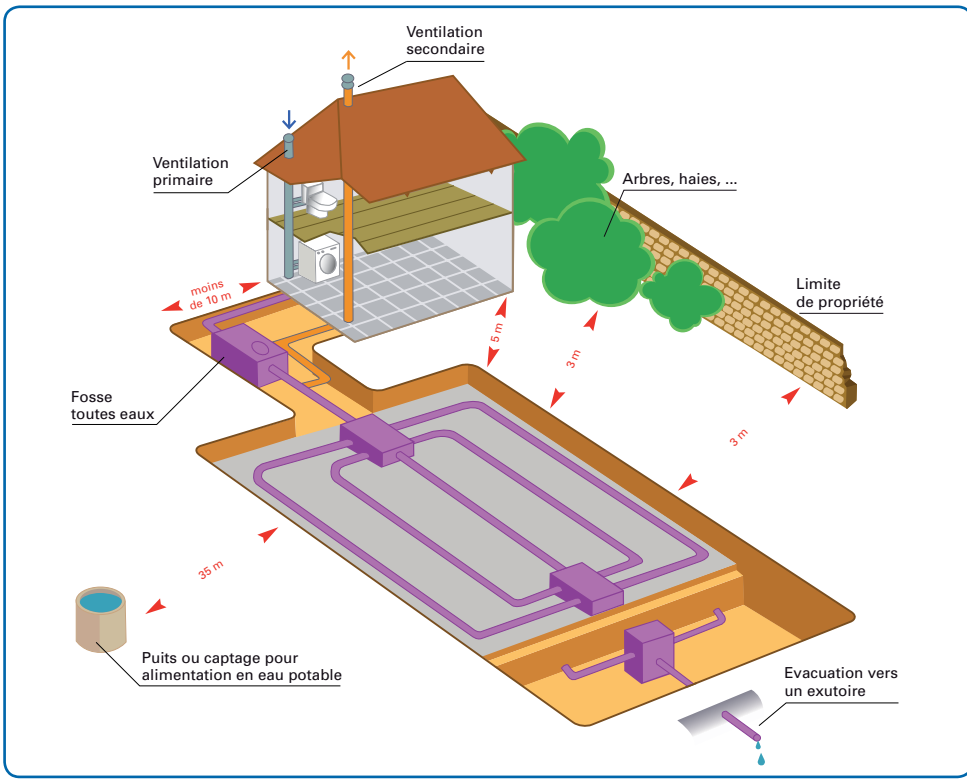 Ventilation
secondaire
Ventilation
primaire
Arbres, haies, ...
Limite
de propriété
moins
de 10 m
5 m
3 m
3 m
Fosse
toutes eaux
35 m
Puits ou captage pour
alimentation en eau potable
Evacuation vers
un exutoire